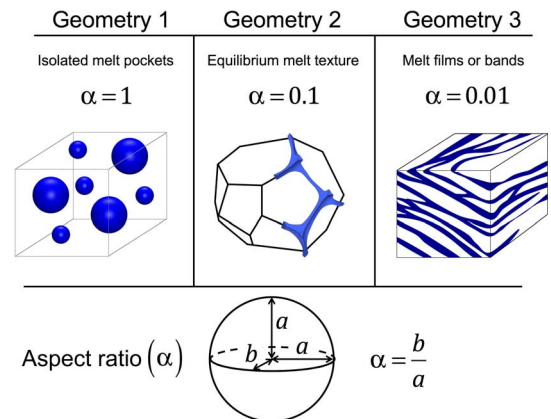 Geometry 1
Geometry 2
Geometry 3
Isolated melt pockets
Equilibrium melt texture
Melt films or bands
α = 1
α = 0.1
α = 0.01
a
b
a
Aspect ratio (α)
α = b/a